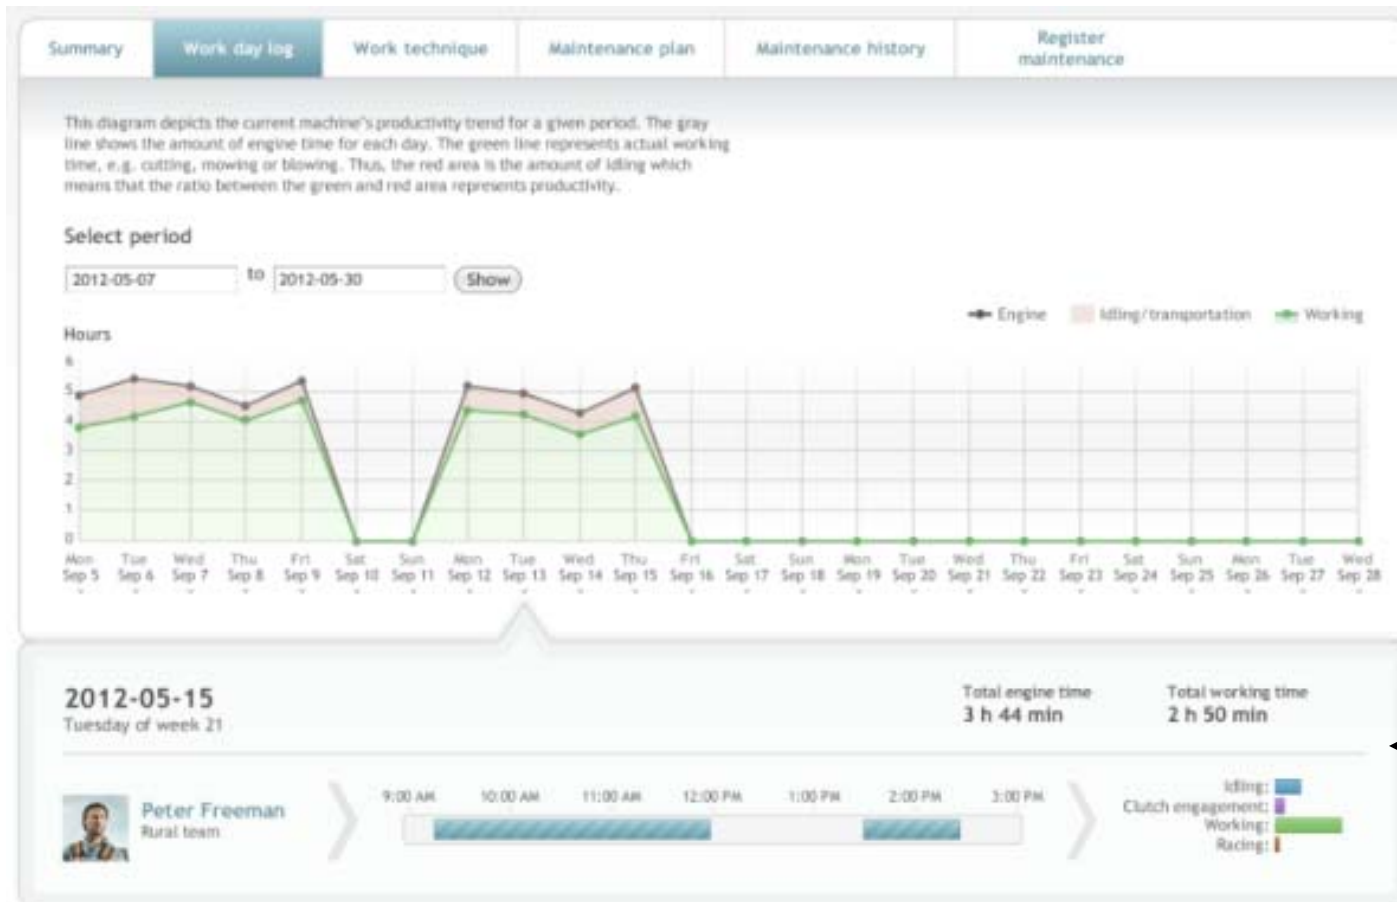 Summary Work day log Work technique Maintenance plan Maintenance history Register
maintenance
This diagram depicts the current machine's productivity trend for a given period. The gray
line shows the amount of engine time for each day. The green line represents actual working
time, e.g. cutting, mowing or blowing. Thus, the red area is the amount of idling which
means that the ratio between the green and red area represents productivity.
Select period
2012-05-07 to 2012-05-30 Show
Engine Idling/transportation Working
Hours
6
5
4
3
2
1
0
Mon Tue Wed Thu Fri Sat Sun Mon Tue Wed Thu Fri Sat Sun Mon Tue Wed Thu Fri Sat Sun Mon Tue Wed
Sep 5 Sep 6 Sep 7 Sep 8 Sep 9 Sep 10 Sep 11 Sep 12 Sep 13 Sep 14 Sep 15 Sep 16 Sep 17 Sep 18 Sep 19 Sep 20 Sep 21 Sep 22 Sep 23 Sep 24 Sep 25 Sep 26 Sep 27 Sep 28
2012-05-15
Tuesday of week 21
Total engine time
3 h 44 min
Total working time
2 h 50 min
Peter Freeman
Rural team
9:00 AM 10:00 AM 11:00 AM 12:00 PM 1:00 PM 2:00 PM 3:00 PM
Idling:
Clutch engagement:
Working:
Racing: